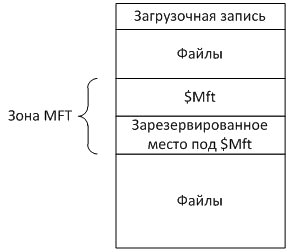 Загрузочная запись
Файлы
Зона MFT
$Mft
Зарезервированное
место под $Mft
Файлы